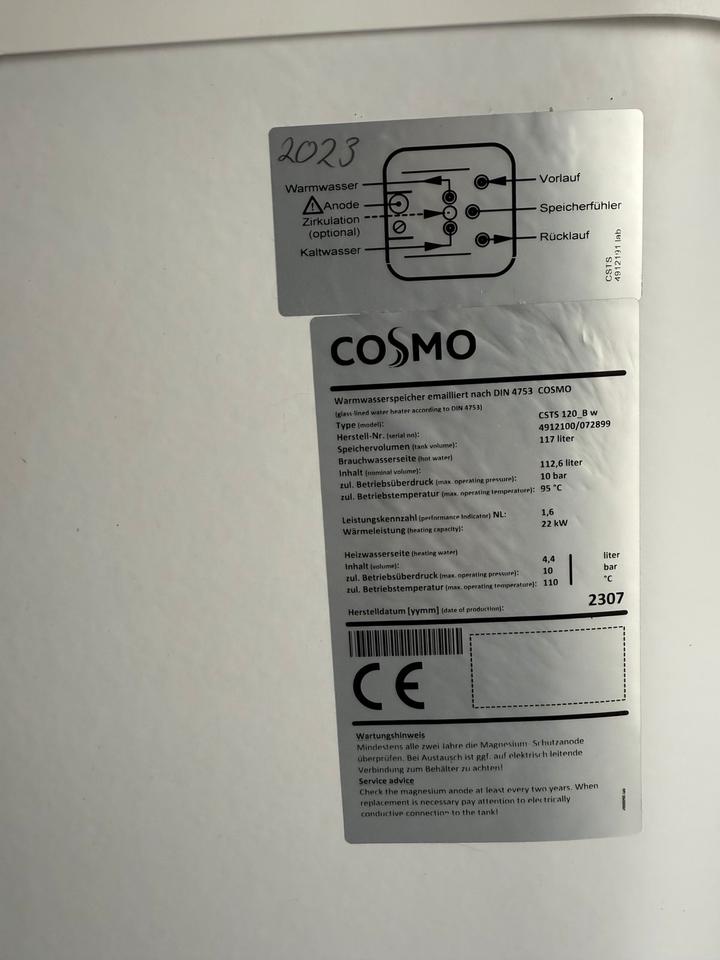 2023
Warmwasser
Anode
Zirkulation
(optional)
Kaltwasser
Vorlauf
Speicherfühler
Rücklauf
CS1S
4912191 lab
COSMO
Warmwasserspeicher emailliert nach DIN 4753 COSMO
(glass-lined water heater according to DIN 4753)
Type (model): CSTS 120_B w
Herstell-Nr. (serial no): 4912100/072899
Speichervolumen (tank volume): 117 liter
Brauchwasserseite (hot water)
Inhalt (nominal volume): 112,6 liter
zul. Betriebsüberdruck (max. operating pressure): 10 bar
zul. Betriebstemperatur (max. operating temperature): 95 °C
Leistungskennzahl (performance Indicator) NL: 1,6
Wärmeleistung (heating capacity): 22 kW
Heizwasserseite (heating water)
Inhalt (volume): 4,4 liter
zul. Betriebsüberdruck (max. operating pressure): 10 bar
zul. Betriebstemperatur (max. operating temperature): 110 °C
Herstelldatum [yymm] (date of production): 2307
CE
Wartungshinweis
Mindestens alle zwei Jahre die Magnesium- Schutzanode
überprüfen. Bei Austausch ist ggf. auf elektrisch leitende
Verbindung zum Behälter zu achten!
Service advice
Check the magnesium anode at least every two years. When
replacement is necessary pay attention to electrically
conductive connection to the tank!